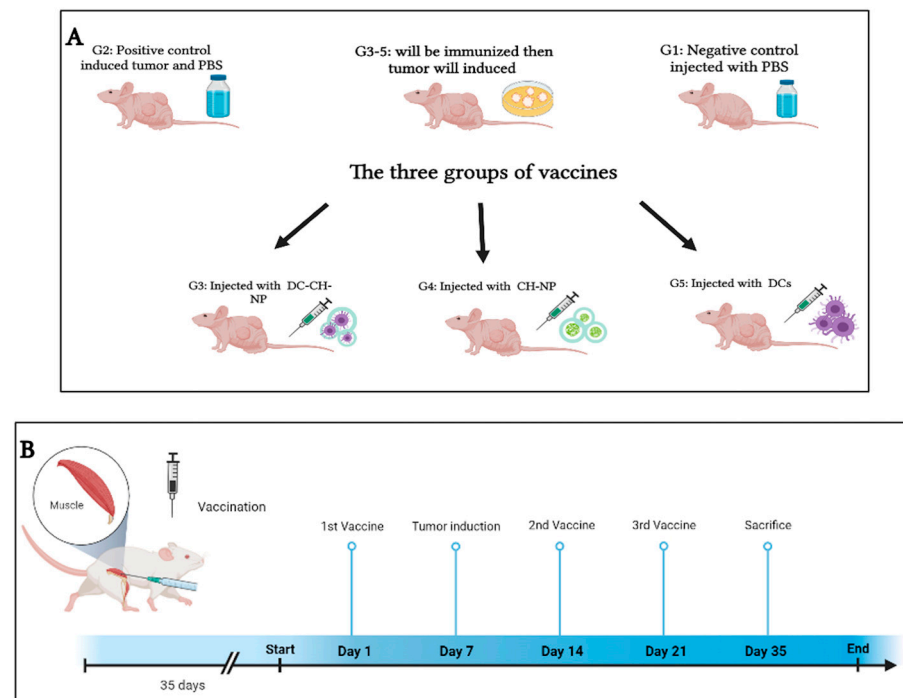 A
G2: Positive control
induced tumor and PBS
G3-5: will be immunized then
tumor will induced
G1: Negative control
injected with PBS
The three groups of vaccines
G3: Injected with DC-CH-
NP
G4: Injected with CH-NP
G5: Injected with DCs
B
Muscle
Vaccination
1st Vaccine
Tumor induction
2nd Vaccine
3rd Vaccine
Sacrifice
Start
Day 1
Day 7
Day 14
Day 21
Day 35
End
35 days